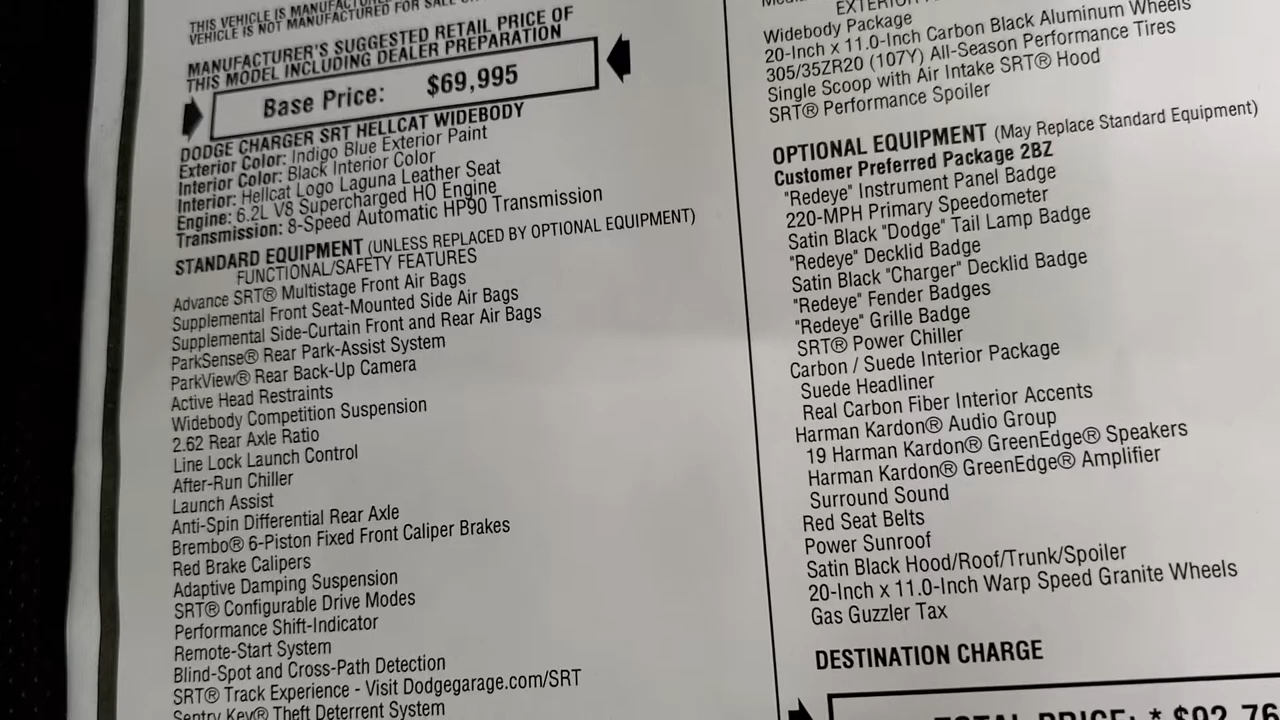 THIS VEHICLE IS MANUFACTURED
VEHICLE IS NOT MANUFACTURED FOR SALE
MANUFACTURER'S SUGGESTED RETAIL PRICE OF
THIS MODEL INCLUDING DEALER PREPARATION
Base Price: $69,995
DODGE CHARGER SRT HELLCAT WIDEBODY
Exterior Color: Indigo Blue Exterior Paint
Interior Color: Black Interior Color
Interior: Hellcat Logo Laguna Leather Seat
Engine: 6.2L V8 Supercharged HO Engine
Transmission: 8-Speed Automatic HP90 Transmission
STANDARD EQUIPMENT (UNLESS REPLACED BY OPTIONAL EQUIPMENT)
FUNCTIONAL/SAFETY FEATURES
Advance SRT® Multistage Front Air Bags
Supplemental Front Seat-Mounted Side Air Bags
Supplemental Side-Curtain Front and Rear Air Bags
ParkSense® Rear Park-Assist System
ParkView® Rear Back-Up Camera
Active Head Restraints
Widebody Competition Suspension
2.62 Rear Axle Ratio
Line Lock Launch Control
After-Run Chiller
Launch Assist
Anti-Spin Differential Rear Axle
Brembo® 6-Piston Fixed Front Caliper Brakes
Red Brake Calipers
Adaptive Damping Suspension
SRT® Configurable Drive Modes
Performance Shift-Indicator
Remote-Start System
Blind-Spot and Cross-Path Detection
SRT® Track Experience - Visit Dodgegarage.com/SRT
Sentry Key® Theft Deterrent System
Widebody Package
20-Inch x 11.0-Inch Carbon Black Aluminum Wheels
305/35ZR20 (107Y) All-Season Performance Tires
Single Scoop with Air Intake SRT® Hood
SRT® Performance Spoiler
OPTIONAL EQUIPMENT (May Replace Standard Equipment)
Customer Preferred Package 2BZ
"Redeye" Instrument Panel Badge
220-MPH Primary Speedometer
Satin Black "Dodge" Tail Lamp Badge
"Redeye" Decklid Badge
Satin Black "Charger" Decklid Badge
"Redeye" Fender Badges
"Redeye" Grille Badge
SRT® Power Chiller
Carbon / Suede Interior Package
Suede Headliner
Real Carbon Fiber Interior Accents
Harman Kardon® Audio Group
19 Harman Kardon® GreenEdge® Speakers
Harman Kardon® GreenEdge® Amplifier
Surround Sound
Red Seat Belts
Power Sunroof
Satin Black Hood/Roof/Trunk/Spoiler
20-Inch x 11.0-Inch Warp Speed Granite Wheels
Gas Guzzler Tax
DESTINATION CHARGE
TOTAL PRICE: * $92,76